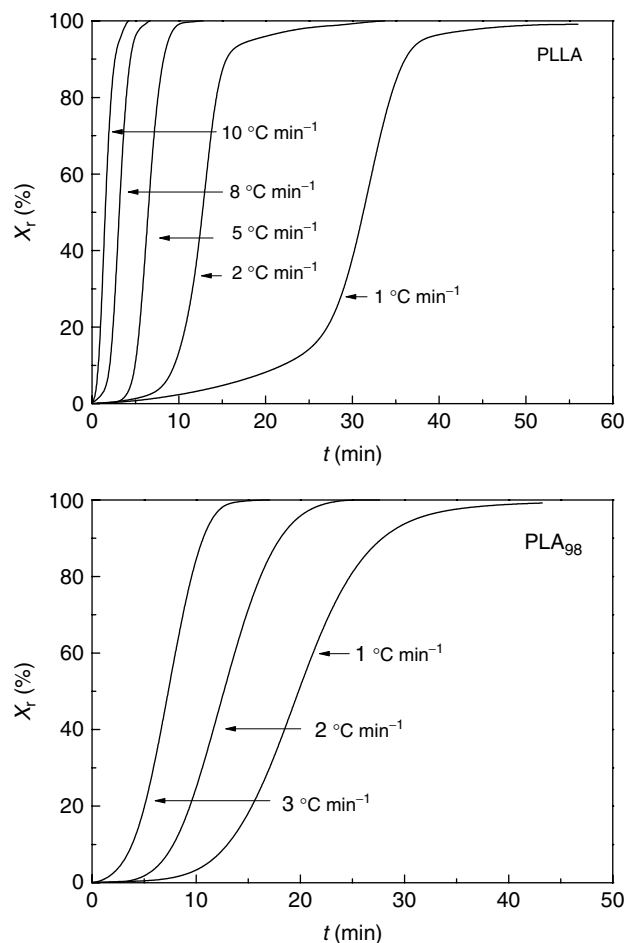 100
80
60
40
20
0
X_r (%)
PLLA
10 °C min⁻¹
8 °C min⁻¹
5 °C min⁻¹
2 °C min⁻¹
1 °C min⁻¹
0 10 20 30 40 50 60
t (min)
100
80
60
40
20
0
X_r (%)
PLA₉₈
1 °C min⁻¹
2 °C min⁻¹
3 °C min⁻¹
0 10 20 30 40 50
t (min)